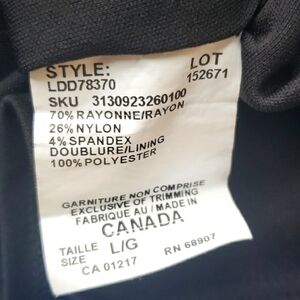 STYLE: LOT
LDD78370 152671
SKU 3130923260100
70% RAYONNE/RAYON
26% NYLON
4% SPANDEX
DOUBLURE/LINING
100% POLYESTER
GARNITURE NON COMPRISE
EXCLUSIVE OF TRIMMING
FABRIQUE AU / MADE IN
CANADA
TAILLE L/G
SIZE
CA 01217 RN 68907